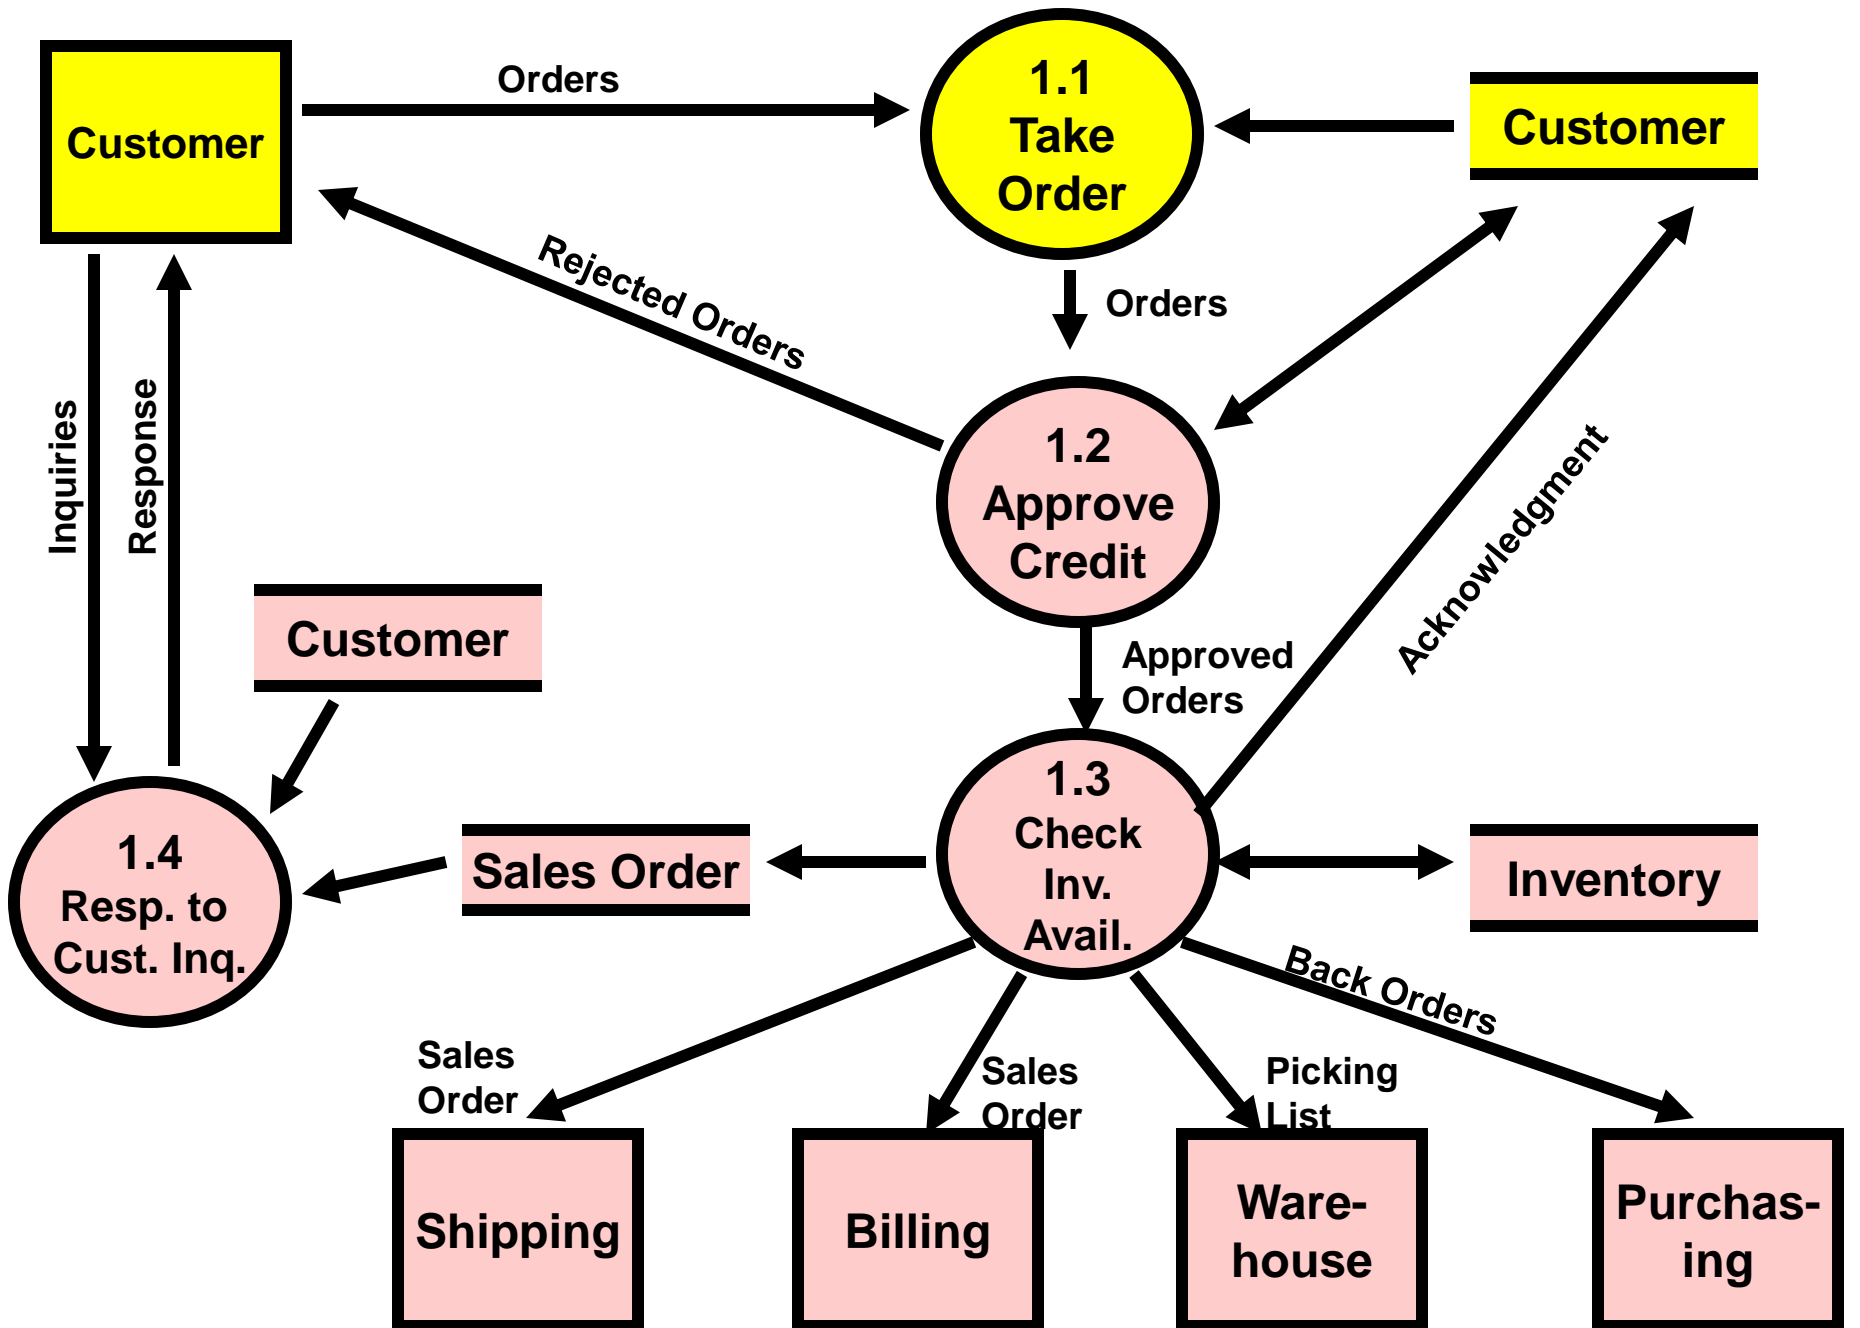 Orders
1.1
Take
Order
Customer
Customer
Rejected Orders
Orders
Inquiries
Response
1.2
Approve
Credit
Acknowledgment
Customer
Approved
Orders
1.3
Check
Inv.
Avail.
1.4
Resp. to
Cust. Inq.
Sales Order
Inventory
Back Orders
Sales
Order
Sales
Order
Picking
List
Shipping
Billing
Ware-
house
Purchas-
ing